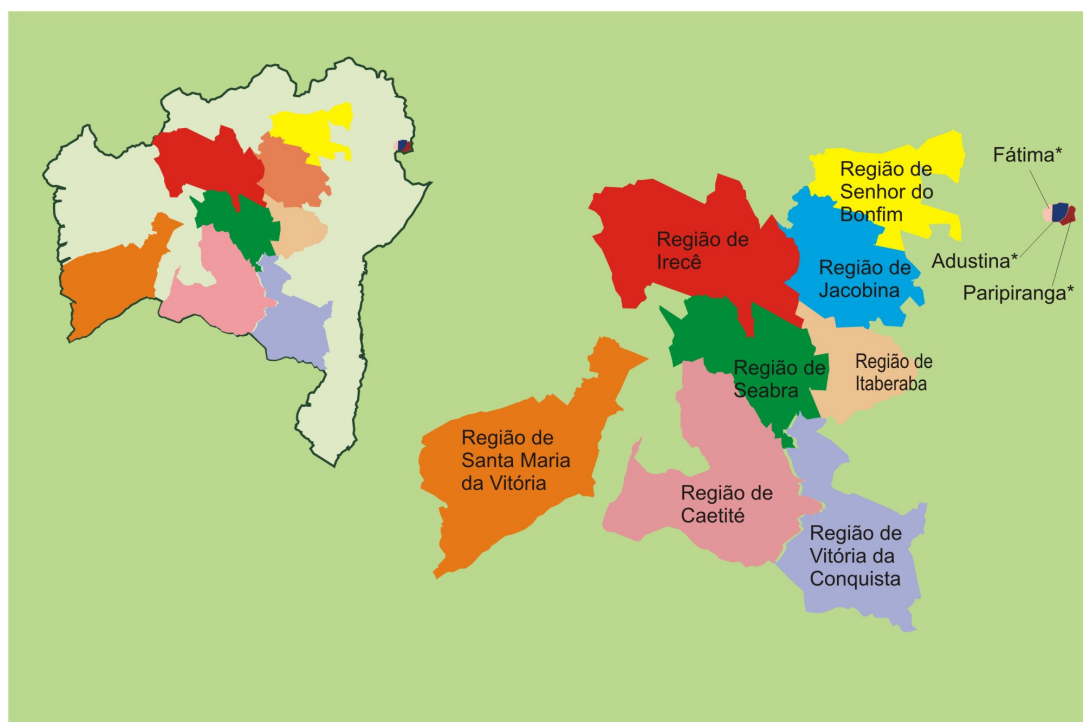 Fátima*
Região de
Senhor do
Bonfim
Região de
Irecê
Adustina*
Região de
Jacobina
Paripiranga*
Região de
Itaberaba
Região de
Seabra
Região de
Santa Maria
da Vitória
Região de
Caetité
Região de
Vitória da
Conquista